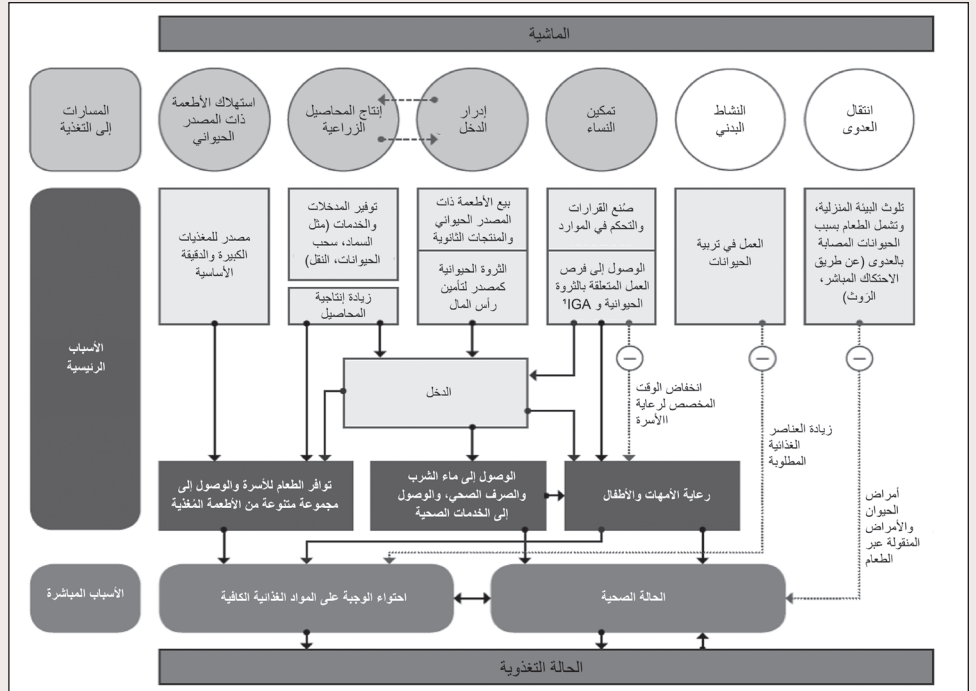 الماشية
المسارات
إلى التغذية
استهلاك الأطعمة
ذات المصدر
الحيواني
إنتاج المحاصيل
الزراعية
إدرار
الدخل
تمكين
النساء
النشاط
البدني
انتقال
العدوى
الأسباب
الرئيسية
مصدر للمغذيات
الكبيرة والدقيقة
الأساسية
توفير المدخلات
والخدمات (مثل
السماد، سحب
الحيوانات، النقل)
زيادة إنتاجية
المحاصيل
بيع الأطعمة ذات
المصدر الحيواني
والمنتجات الثانوية
الثروة الحيوانية
كمصدر لتأمين
رأس المال
صُنع القرارات
والتحكم في الموارد
الوصول إلى فرص
العمل المتعلقة بالثروة
الحيوانية و IGA¹
العمل في تربية
الحيوانات
تلوث البيئة المنزلية،
وتشمل الطعام بسبب
الحيوانات المصابة
بالعدوى (عن طريق
الاحتكاك المباشر،
الرَوث)
الدخل
انخفاض الوقت
المخصص لرعاية
االأسرة
زيادة العناصر
الغذائية
المطلوبة
أمراض
الحيوان
والأمراض
المنقولة عبر
الطعام
توافر الطعام للأسرة والوصول إلى
مجموعة متنوعة من الأطعمة المُغذية
الوصول إلى ماء الشرب
والصرف الصحي، والوصول
إلى الخدمات الصحية
رعاية الأمهات والأطفال
الأسباب المباشرة
احتواء الوجبة على المواد الغذائية الكافية
الحالة الصحية
الحالة التغذوية